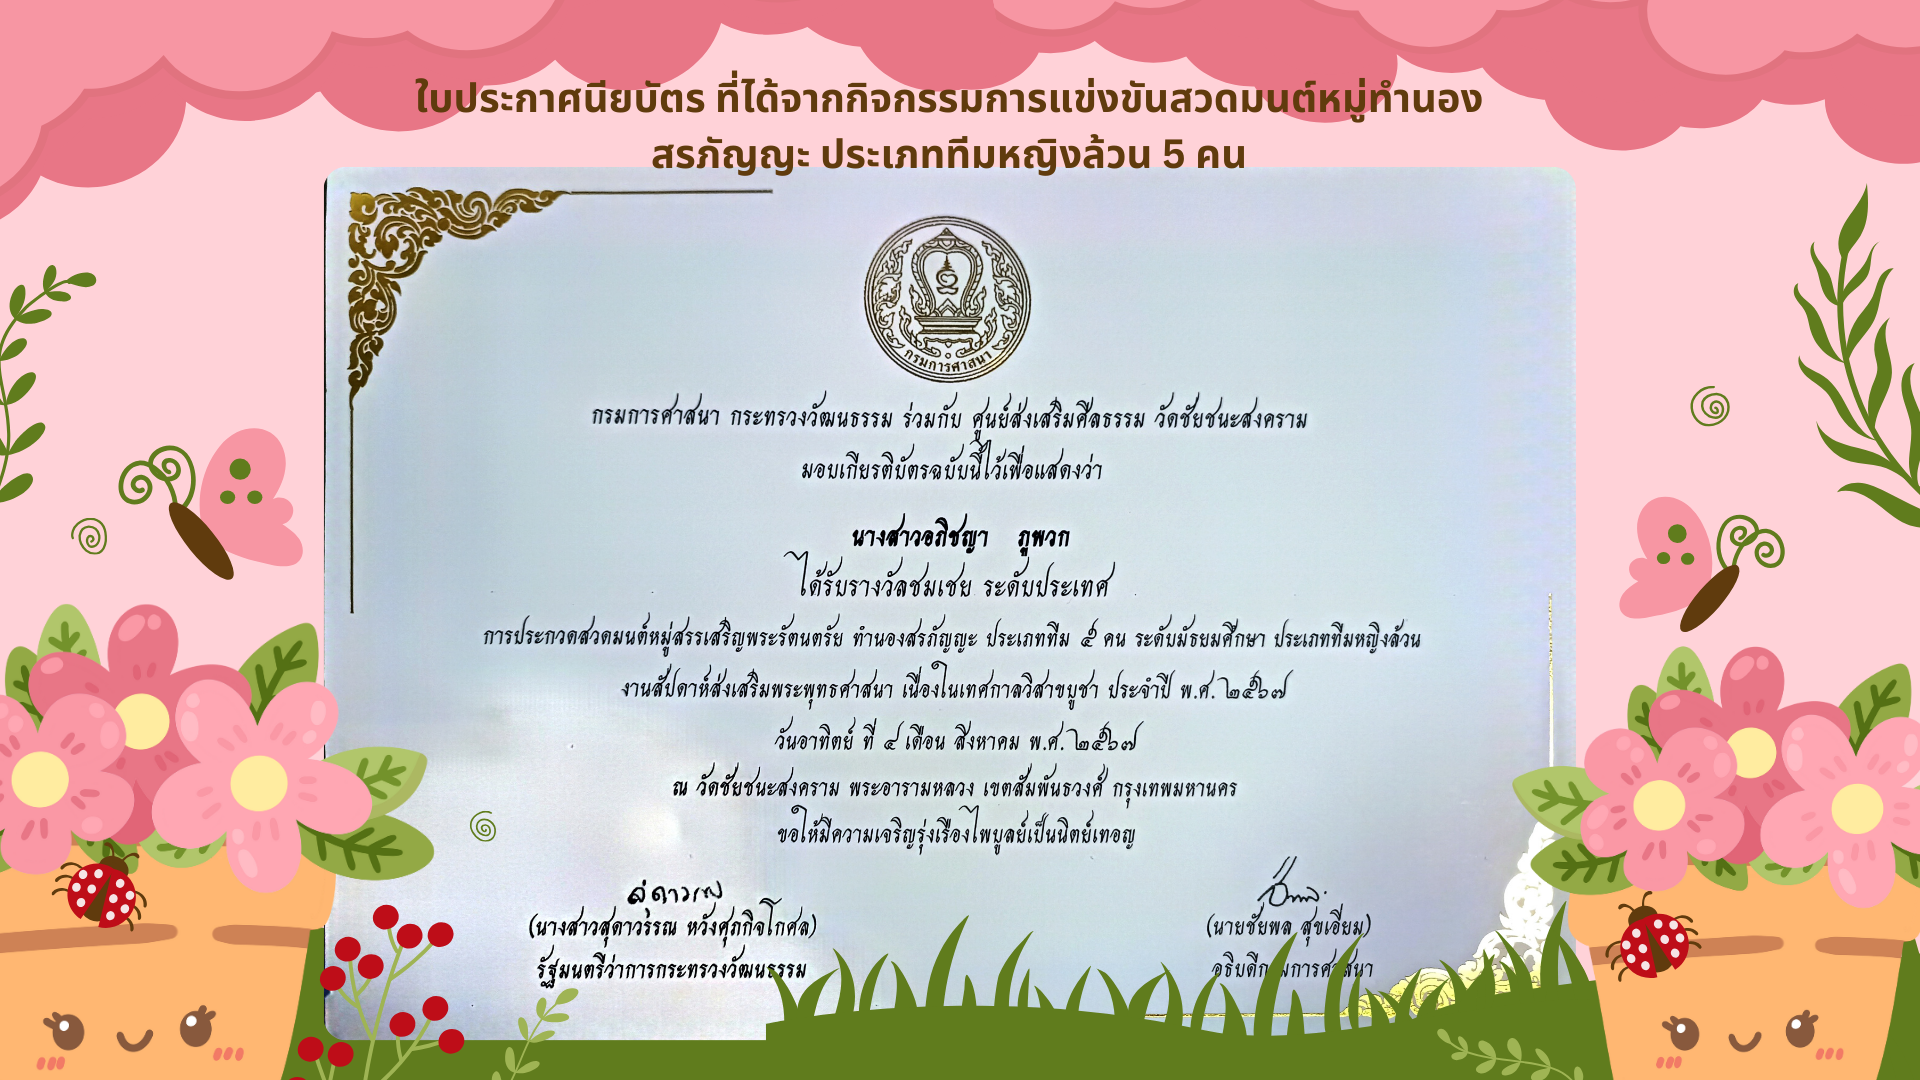 ใบประกาศนียบัตร ที่ได้จากกิจกรรมการแข่งขันสวดมนต์หมู่ทำนอง
สรภัญญะ ประเภททีมหญิงล้วน 5 คน
กรมการศาสนา
กรมการศาสนา กระทรวงวัฒนธรรม ร่วมกับ ศูนย์ส่งเสริมศีลธรรม วัดชัยชนะสงคราม
มอบเกียรติบัตรฉบับนี้ไว้เพื่อแสดงว่า
นางสาวอภิชญา ภูพวก
ได้รับรางวัลชมเชย ระดับประเทศ
การประกวดสวดมนต์หมู่สรรเสริญพระรัตนตรัย ทำนองสรภัญญะ ประเภททีม ๕ คน ระดับมัธยมศึกษา ประเภททีมหญิงล้วน
งานสัปดาห์ส่งเสริมพระพุทธศาสนา เนื่องในเทศกาลวิสาขบูชา ประจำปี พ.ศ. ๒๕๖๗
วันอาทิตย์ ที่ ๔ เดือน สิงหาคม พ.ศ. ๒๕๖๗
ณ วัดชัยชนะสงคราม พระอารามหลวง เขตสัมพันธวงศ์ กรุงเทพมหานคร
ขอให้มีความเจริญรุ่งเรืองไพบูลย์เป็นนิตย์เทอญ
สุดาวรรณ
(นางสาวสุดาวรรณ หวังศุภกิจโกศล) (นายชัยพล สุขเอี่ยม)
รัฐมนตรีว่าการกระทรวงวัฒนธรรม อธิบดีกรมการศาสนา